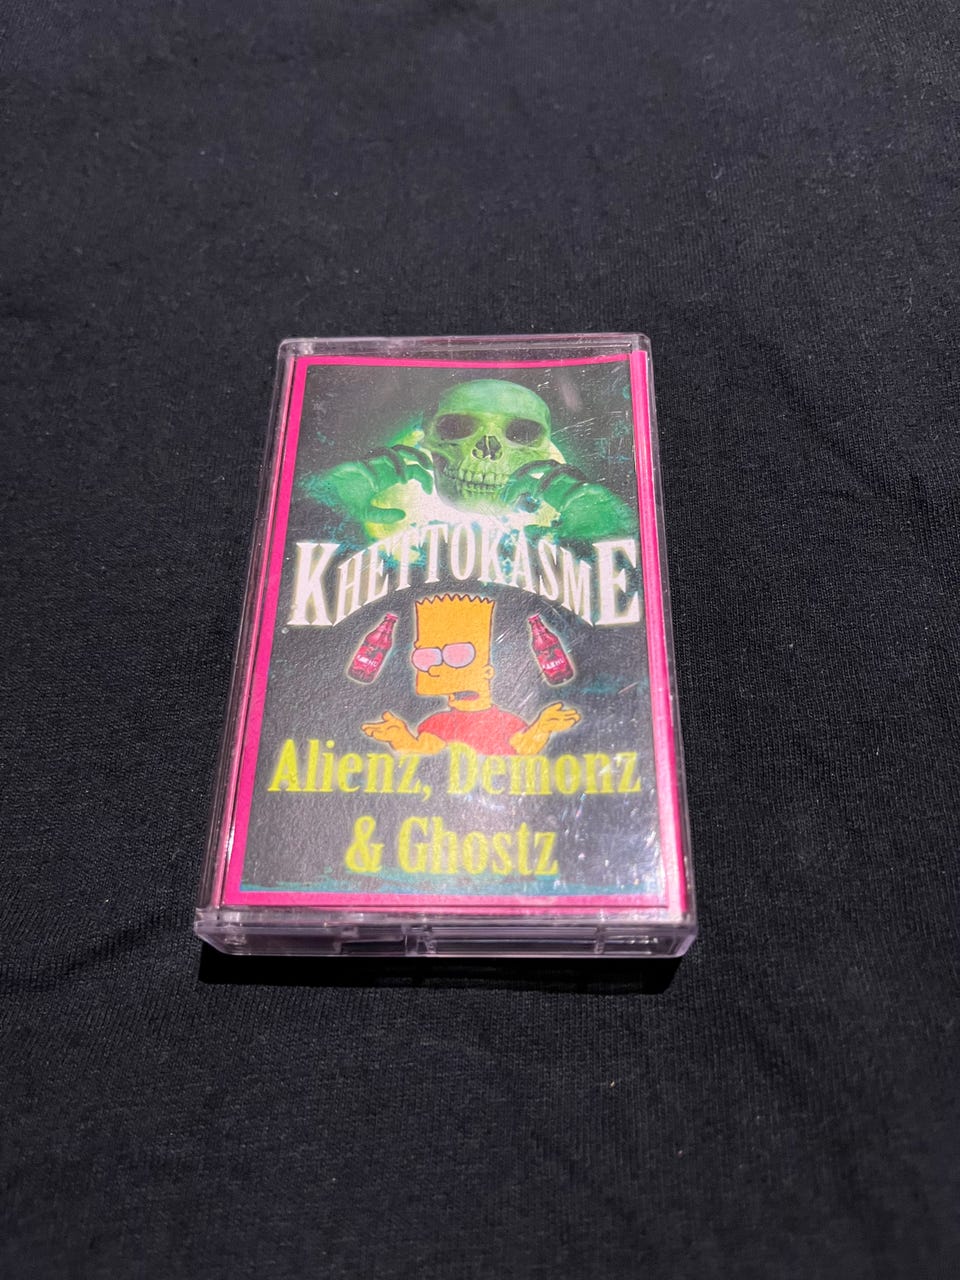 KHETTOKASME
Alienz, Demonz
& Ghostz